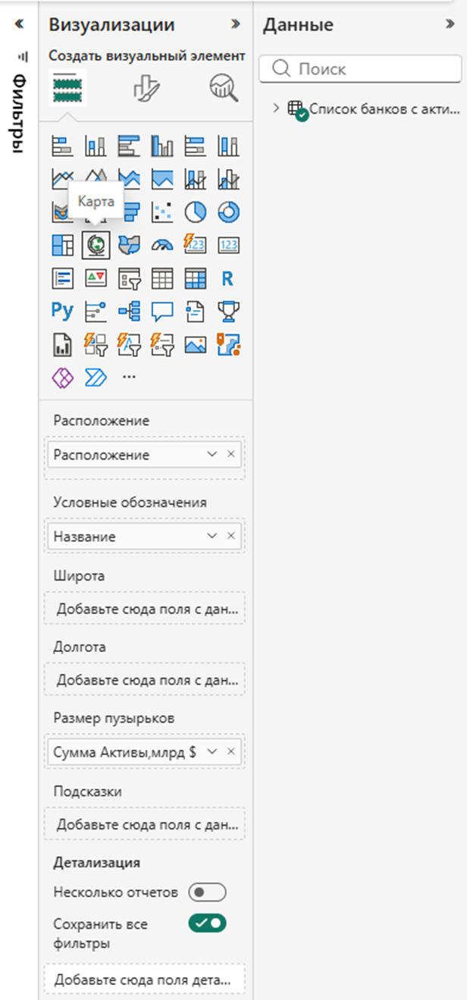 Фильтры
Визуализации
Создать визуальный элемент
Карта
123
123
R
Py
...
Расположение
Расположение
Условные обозначения
Название
Широта
Добавьте сюда поля с дан...
Долгота
Добавьте сюда поля с дан...
Размер пузырьков
Сумма Активы,млрд $
Подсказки
Добавьте сюда поля с дан...
Детализация
Несколько отчетов
Сохранить все
фильтры
Добавьте сюда поля дета...
Данные
Поиск
Список банков с акти...